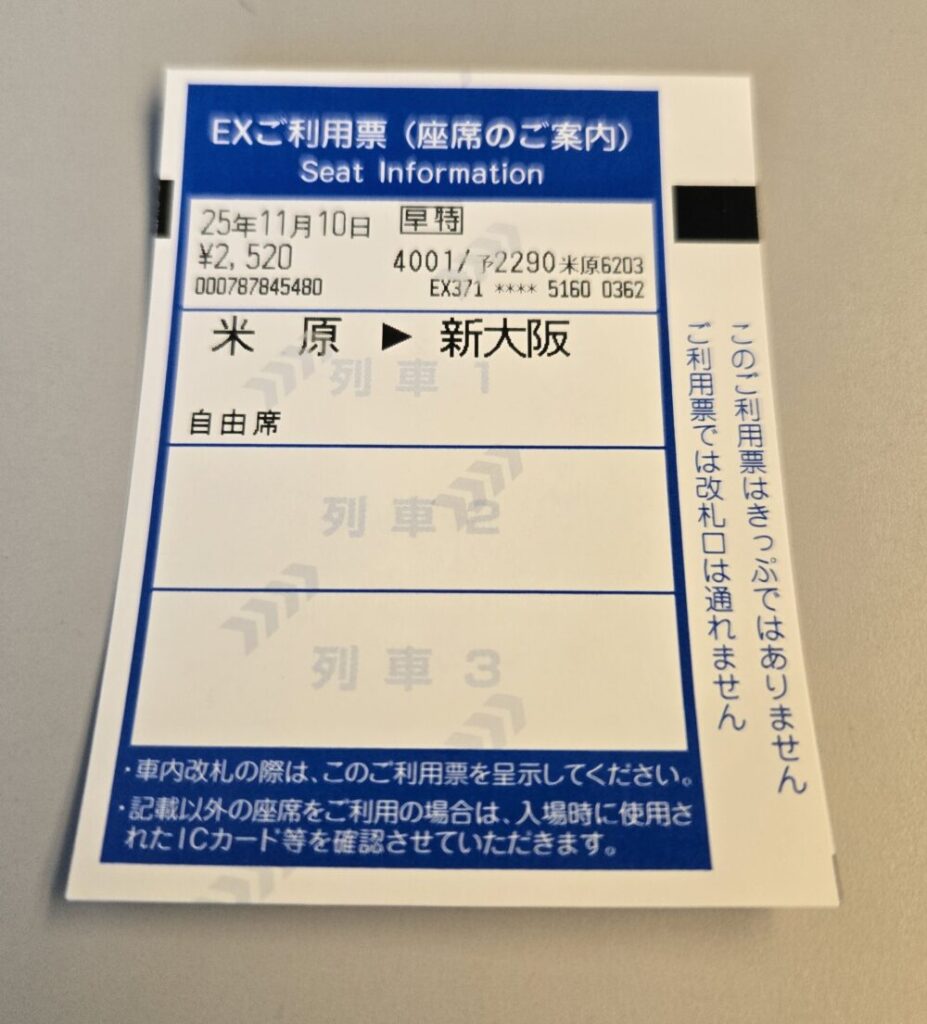 EXご利用票（座席のご案内）
Seat Information
25年11月10日 早特
¥2,520 4001/予2290米原6203
000787845480 EX371 **** 5160 0362
米原 ▶ 新大阪
列車1
自由席
列車2
列車3
・車内改札の際は、このご利用票を呈示してください。
・記載以外の座席をご利用の場合は、入場時に使用さ
れたICカード等を確認させていただきます。
このご利用票はきっぷではありません
ご利用票では改札口は通れません